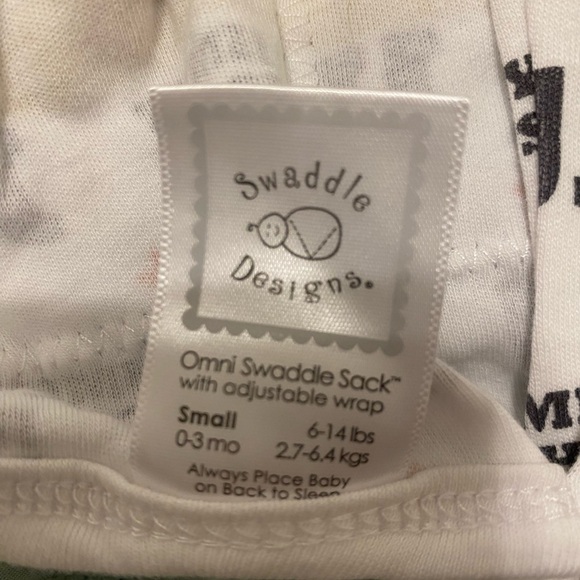 Swaddle
Designs.
Omni Swaddle Sack™
with adjustable wrap
Small 6-14 lbs
0-3 mo 2.7-6.4 kgs
Always Place Baby
on Back to Sleep